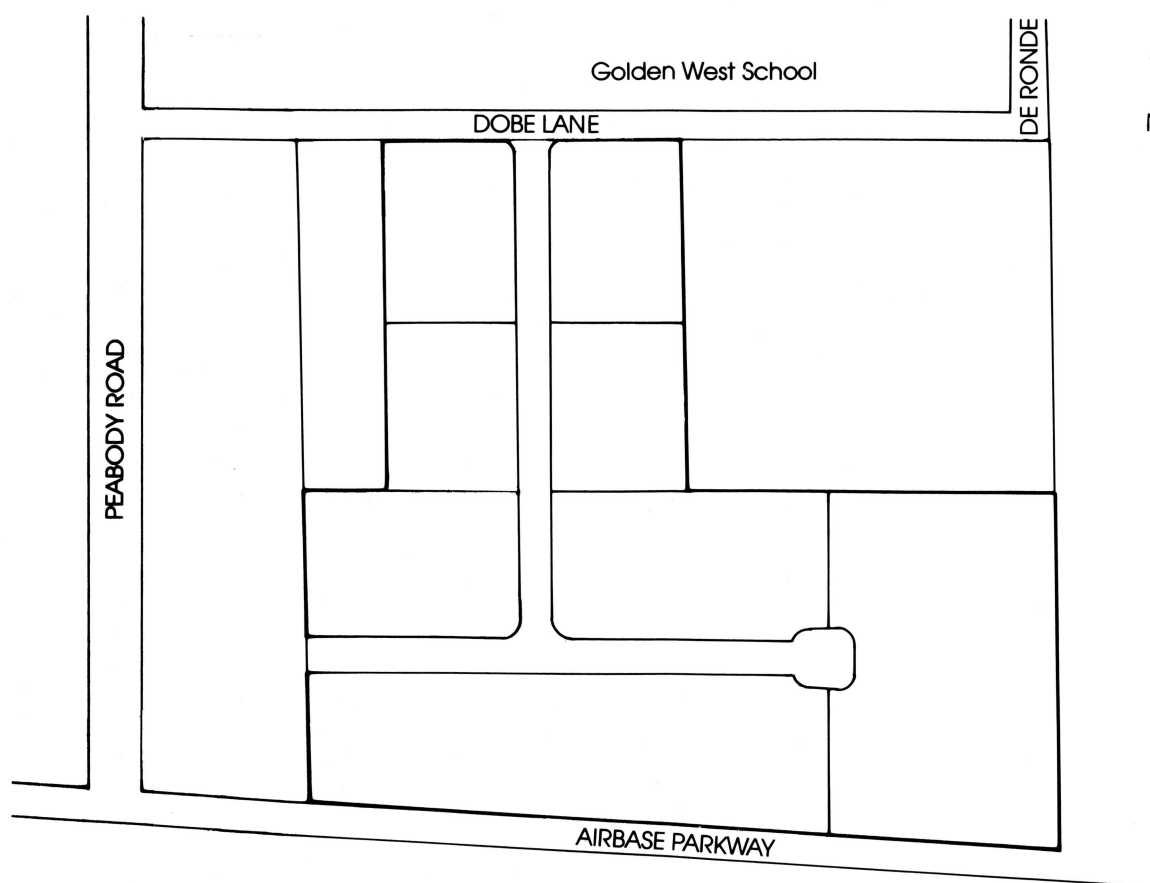 Golden West School
DE RONDE
DOBE LANE
PEABODY ROAD
AIRBASE PARKWAY